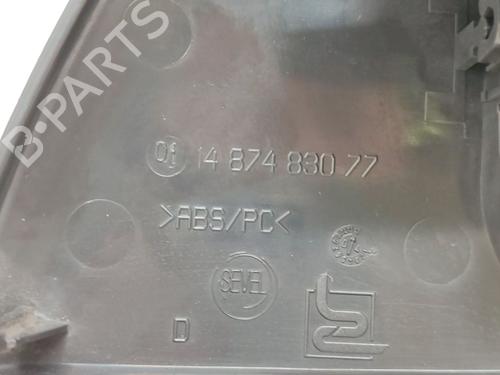 B-PARTS
01 14 874 830 77
>ABS/PC<
SEVEL
D